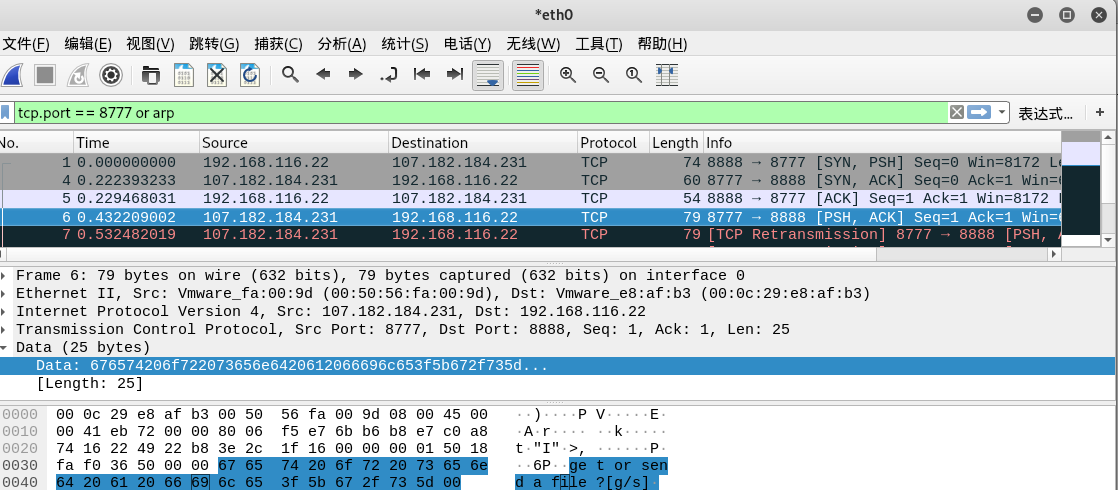 *eth0
文件(F) 编辑(E) 视图(V) 跳转(G) 捕获(C) 分析(A) 统计(S) 电话(Y) 无线(W) 工具(T) 帮助(H)
tcp.port == 8777 or arp 表达式... +
No. Time Source Destination Protocol Length Info
1 0.000000000 192.168.116.22 107.182.184.231 TCP 74 8888 → 8777 [SYN, PSH] Seq=0 Win=8172
4 0.222393233 107.182.184.231 192.168.116.22 TCP 60 8777 → 8888 [SYN, ACK] Seq=0 Ack=1
5 0.229468031 192.168.116.22 107.182.184.231 TCP 54 8888 → 8777 [ACK] Seq=1 Ack=1 Win=8172
6 0.432209002 107.182.184.231 192.168.116.22 TCP 79 8777 → 8888 [PSH, ACK] Seq=1 Ack=1
7 0.532482019 107.182.184.231 192.168.116.22 TCP 79 [TCP Retransmission] 8777 → 8888 [PSH,
Frame 6: 79 bytes on wire (632 bits), 79 bytes captured (632 bits) on interface 0
Ethernet II, Src: Vmware_fa:00:9d (00:50:56:fa:00:9d), Dst: Vmware_e8:af:b3 (00:0c:29:e8:af:b3)
Internet Protocol Version 4, Src: 107.182.184.231, Dst: 192.168.116.22
Transmission Control Protocol, Src Port: 8777, Dst Port: 8888, Seq: 1, Ack: 1, Len: 25
Data (25 bytes)
Data: 676574206f722073656e6420612066696c653f5b672f735d...
[Length: 25]
0000 00 0c 29 e8 af b3 00 50 56 fa 00 9d 08 00 45 00 ··)····P V·····E·
0010 00 41 eb 72 00 00 80 06 f5 e7 6b b6 b8 e7 c0 a8 ·A·r···· ··k·····
0020 74 16 22 49 22 b8 3e 2c 1f 16 00 00 00 01 50 18 t·"I"·>, ······P·
0030 fa f0 36 50 00 00 67 65 74 20 6f 72 20 73 65 6e ··6P··ge t or sen
0040 64 20 61 20 66 69 6c 65 3f 5b 67 2f 73 5d 00 d a file ?[g/s]·